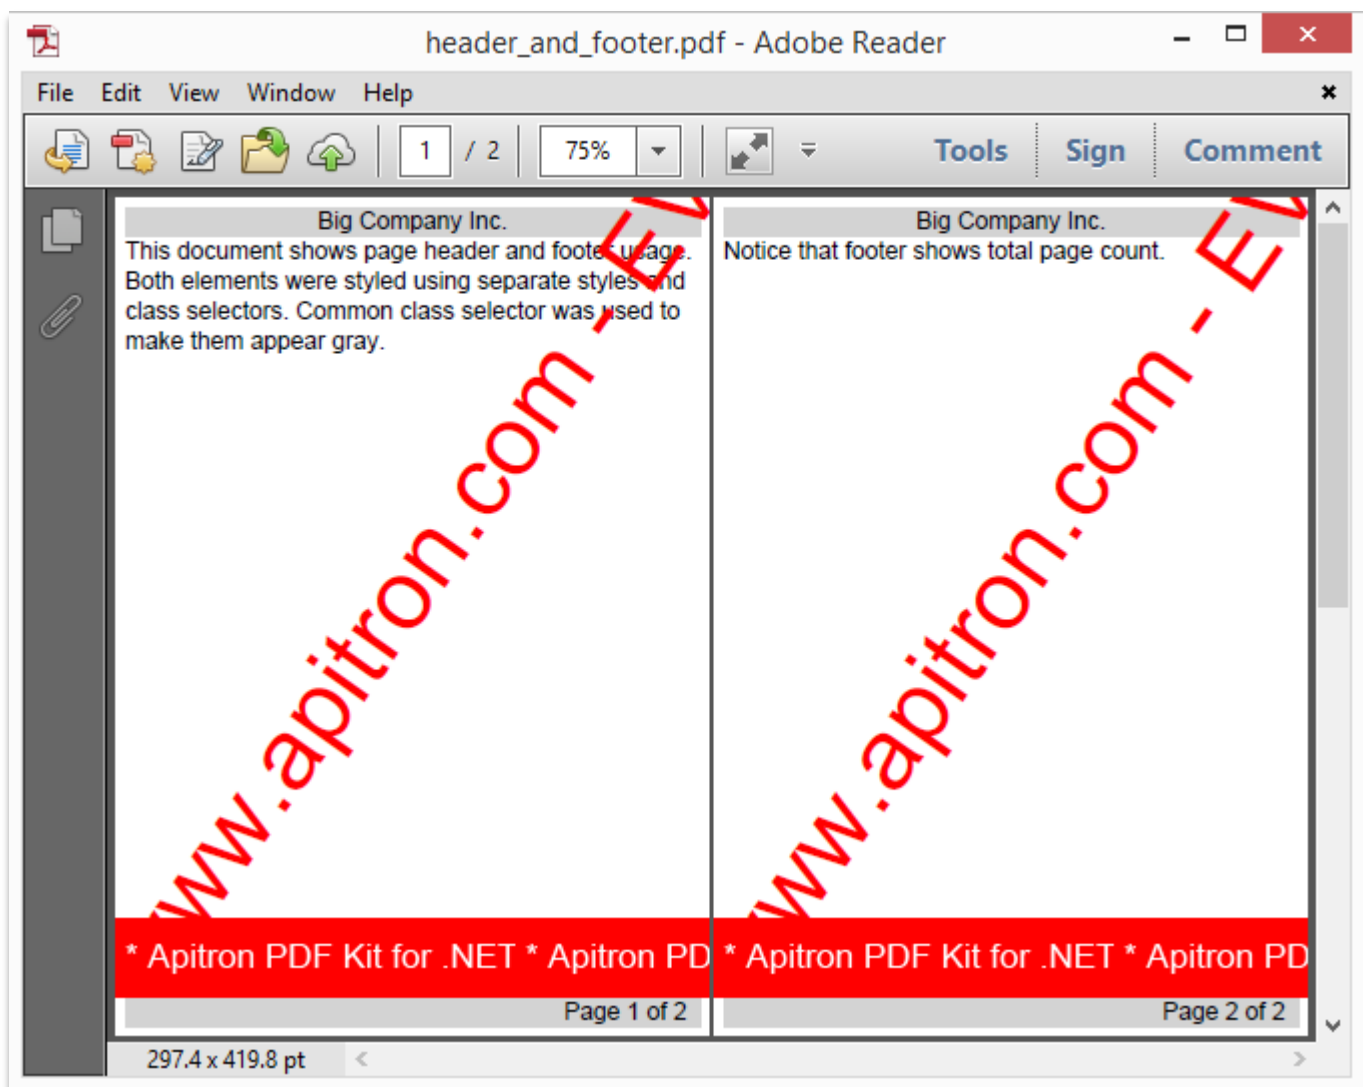 header_and_footer.pdf - Adobe Reader
File Edit View Window Help
1 / 2 75% Tools Sign Comment
Big Company Inc.
This document shows page header and footer usage.
Both elements were styled using separate styles and
class selectors. Common class selector was used to
make them appear gray.
www.apitron.com - EV
* Apitron PDF Kit for .NET * Apitron PD
Page 1 of 2
Big Company Inc.
Notice that footer shows total page count.
www.apitron.com - EV
* Apitron PDF Kit for .NET * Apitron PD
Page 2 of 2
297.4 x 419.8 pt